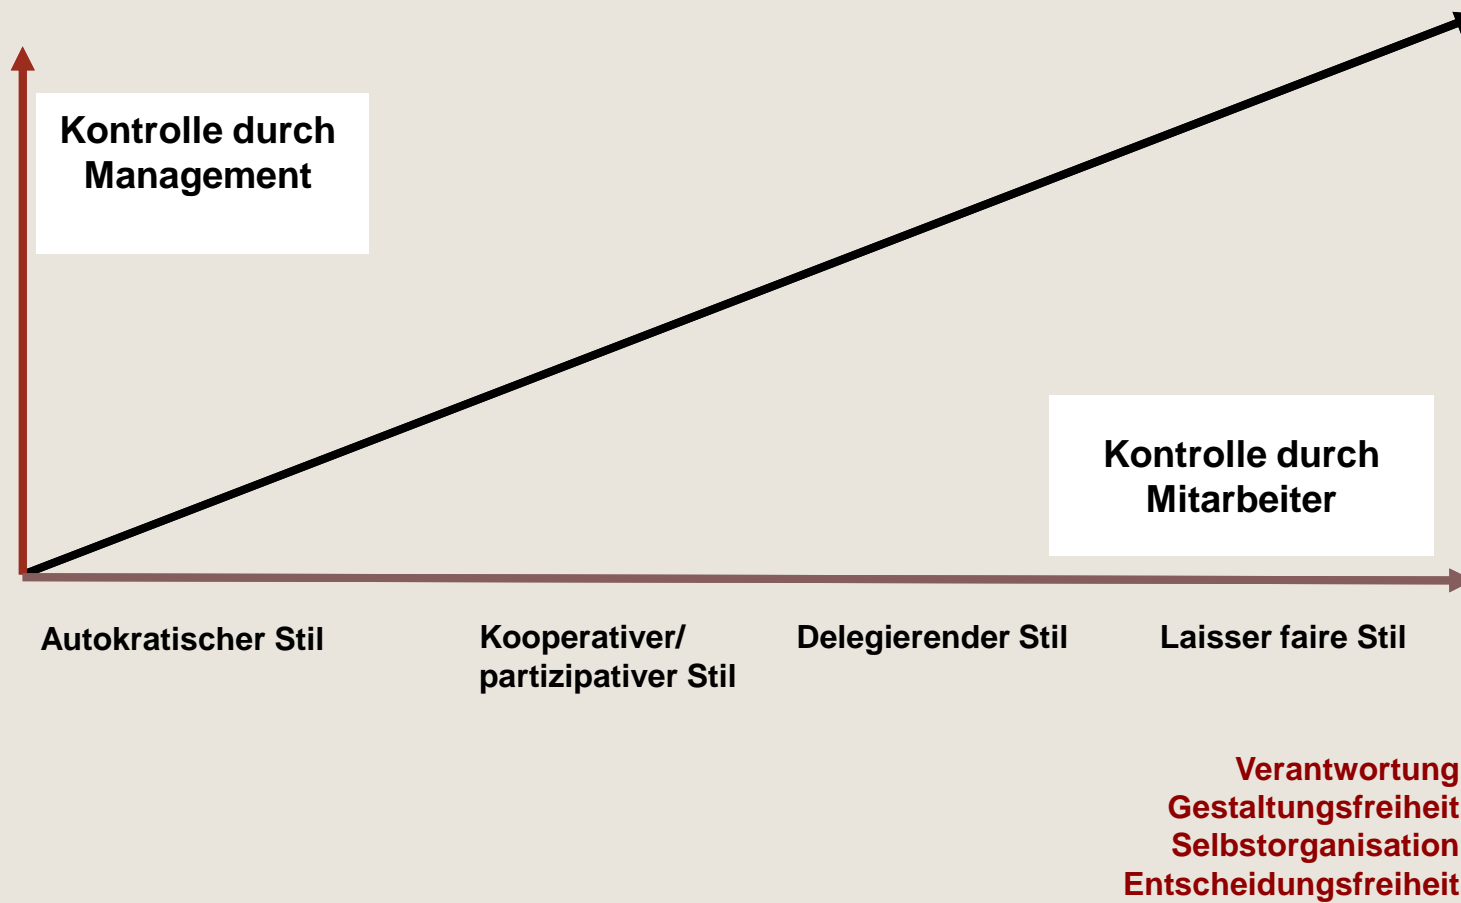 Kontrolle durch
Management
Kontrolle durch
Mitarbeiter
Autokratischer Stil
Kooperativer/
partizipativer Stil
Delegierender Stil
Laisser faire Stil
Verantwortung
Gestaltungsfreiheit
Selbstorganisation
Entscheidungsfreiheit